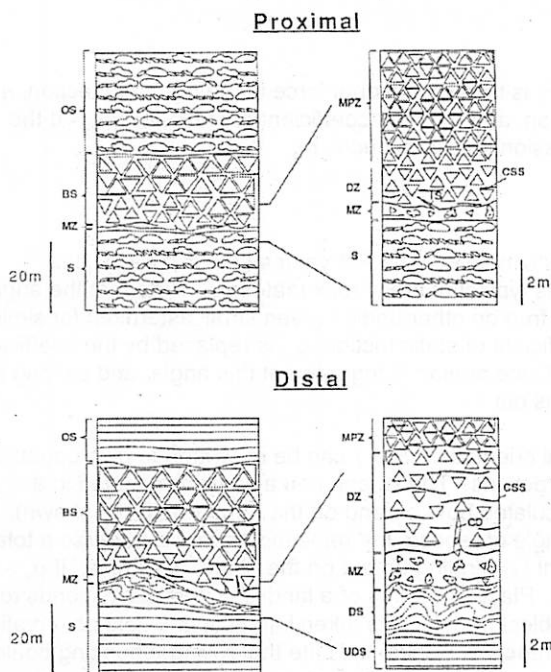 Proximal
OS
BS
MZ
S
20m
MPZ
DZ
MZ
S
CSS
2m
Distal
OS
BS
MZ
S
20m
MPZ
DZ
MZ
DS
UDS
CSS
CD
2m